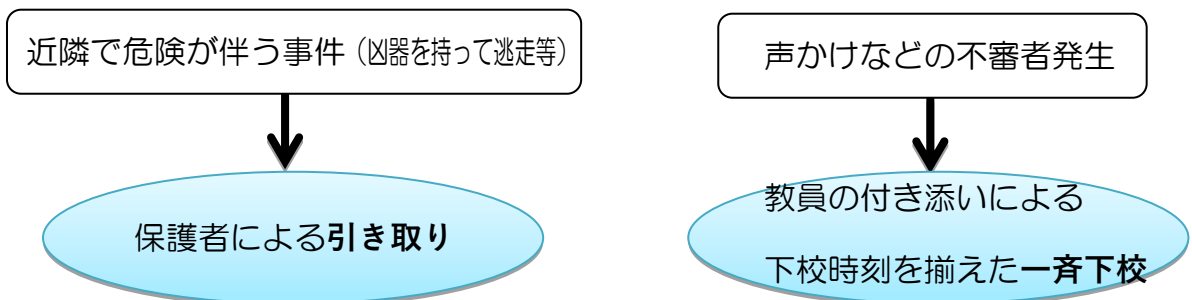 近隣で危険が伴う事件（凶器を持って逃走等）
保護者による引き取り
声かけなどの不審者発生
教員の付き添いによる
下校時刻を揃えた一斉下校